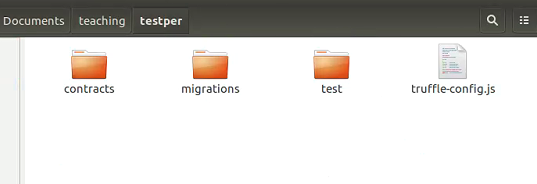 Documents teaching testper
contracts migrations test truffle-config.js